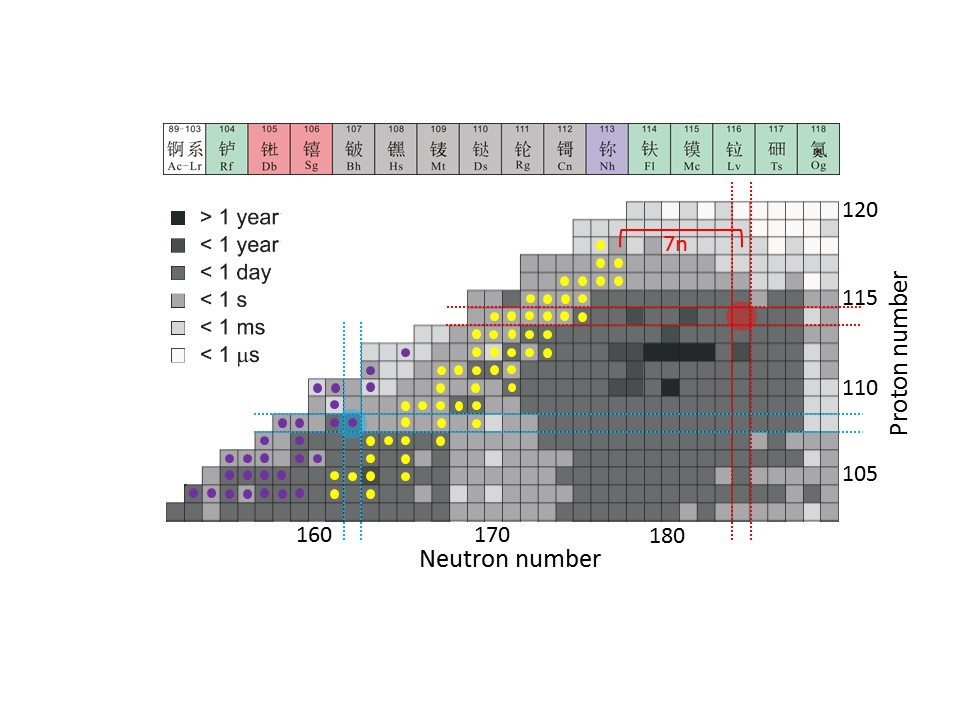 89-103 104 105 106 107 108 109 110 111 112 113 114 115 116 117 118
锕系 𬬻 𬭊 𬭳 𬭛 𬭶 鿏 𫟼 𬬭 鿔 鿭 𫓧 镆 𫟷 鿬 鿫
Ac-Lr Rf Db Sg Bh Hs Mt Ds Rg Cn Nh Fl Mc Lv Ts Og
> 1 year
< 1 year
< 1 day
< 1 s
< 1 ms
< 1 μs
7n
120
115
110
105
Proton number
160 170 180
Neutron number